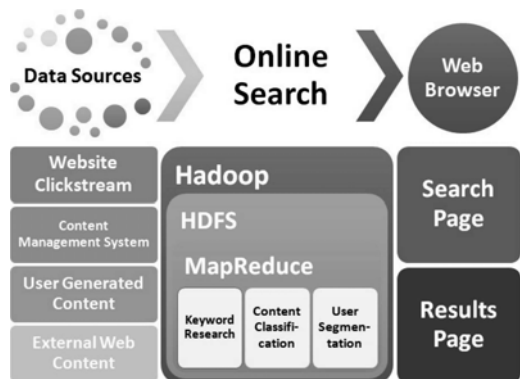 Data Sources
Online
Search
Web
Browser
Website
Clickstream
Content
Management System
User Generated
Content
External Web
Content
Hadoop
HDFS
MapReduce
Keyword
Research
Content
Classifi-
cation
User
Segmen-
tation
Search
Page
Results
Page